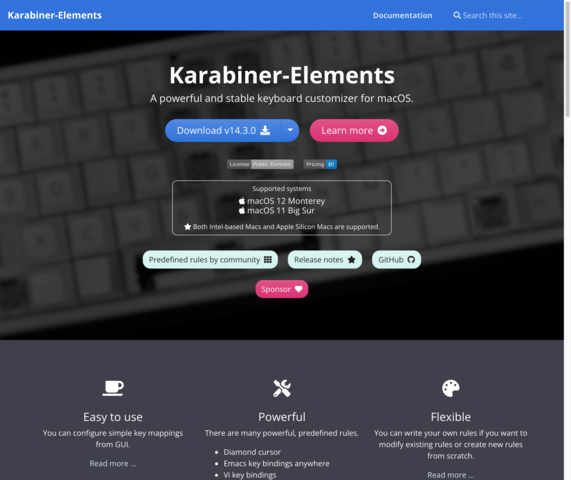 Karabiner-Elements
Documentation
Search this site...
Karabiner-Elements
A powerful and stable keyboard customizer for macOS.
Download v14.3.0
Learn more
License Public Domain
Pricing $0
Supported systems
macOS 12 Monterey
macOS 11 Big Sur
Both Intel-based Macs and Apple Silicon Macs are supported.
Predefined rules by community
Release notes
GitHub
Sponsor
Easy to use
You can configure simple key mappings
from GUI.
Read more ...
Powerful
There are many powerful, predefined rules.
Diamond cursor
Emacs key bindings anywhere
Vi key bindings
Flexible
You can write your own rules if you want to
modify existing rules or create new rules
from scratch.
Read more ...